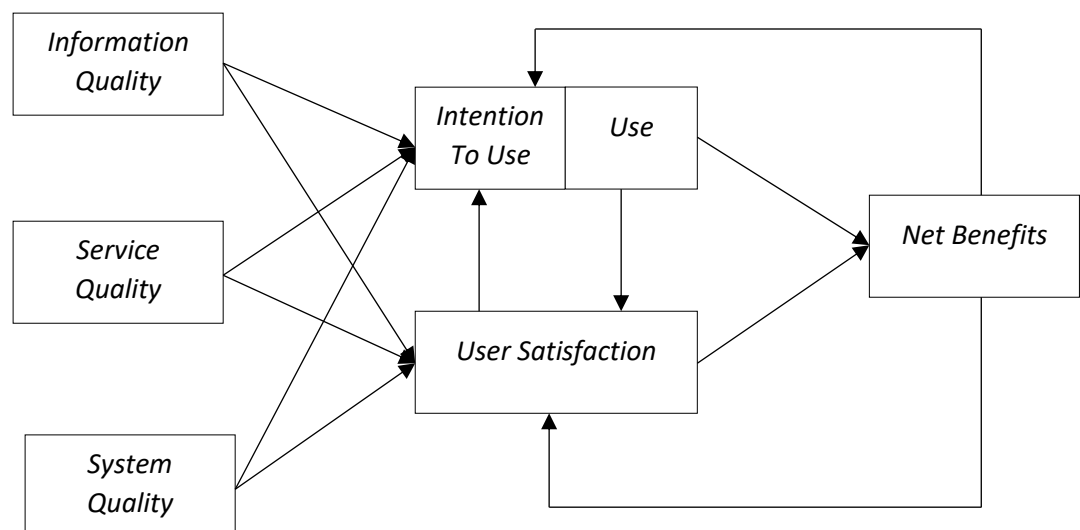 Information
Quality
Intention
To Use
Use
Service
Quality
Net Benefits
User Satisfaction
System
Quality